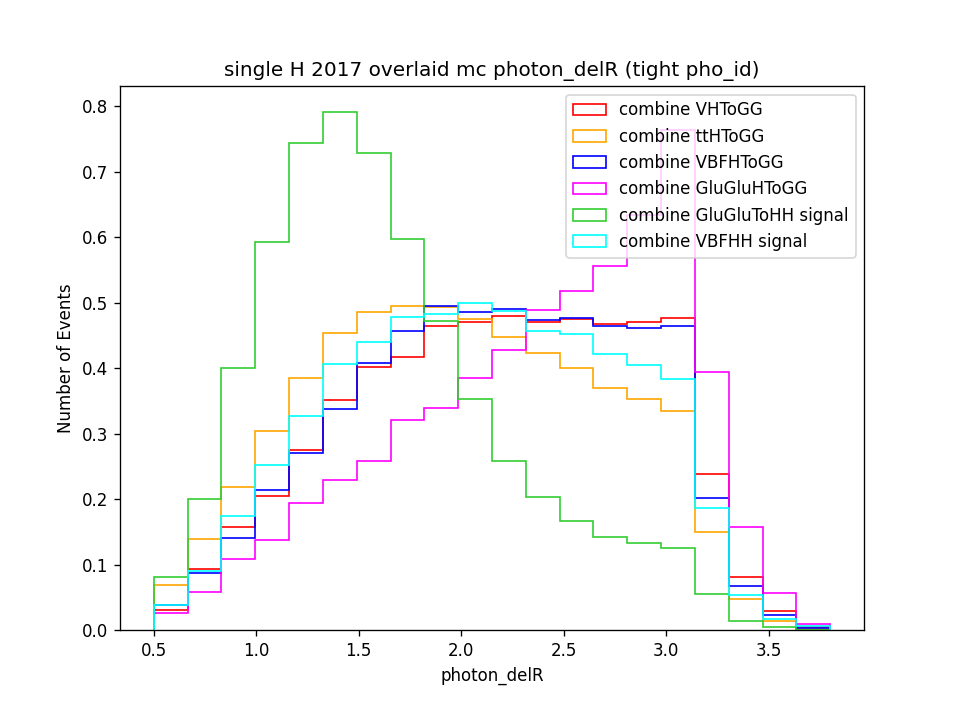 single H 2017 overlaid mc photon_delR (tight pho_id)
combine VHToGG
combine ttHToGG
combine VBFHToGG
combine GluGluHToGG
combine GluGluToHH signal
combine VBFHH signal
Number of Events
0.8
0.7
0.6
0.5
0.4
0.3
0.2
0.1
0.0
0.5 1.0 1.5 2.0 2.5 3.0 3.5
photon_delR